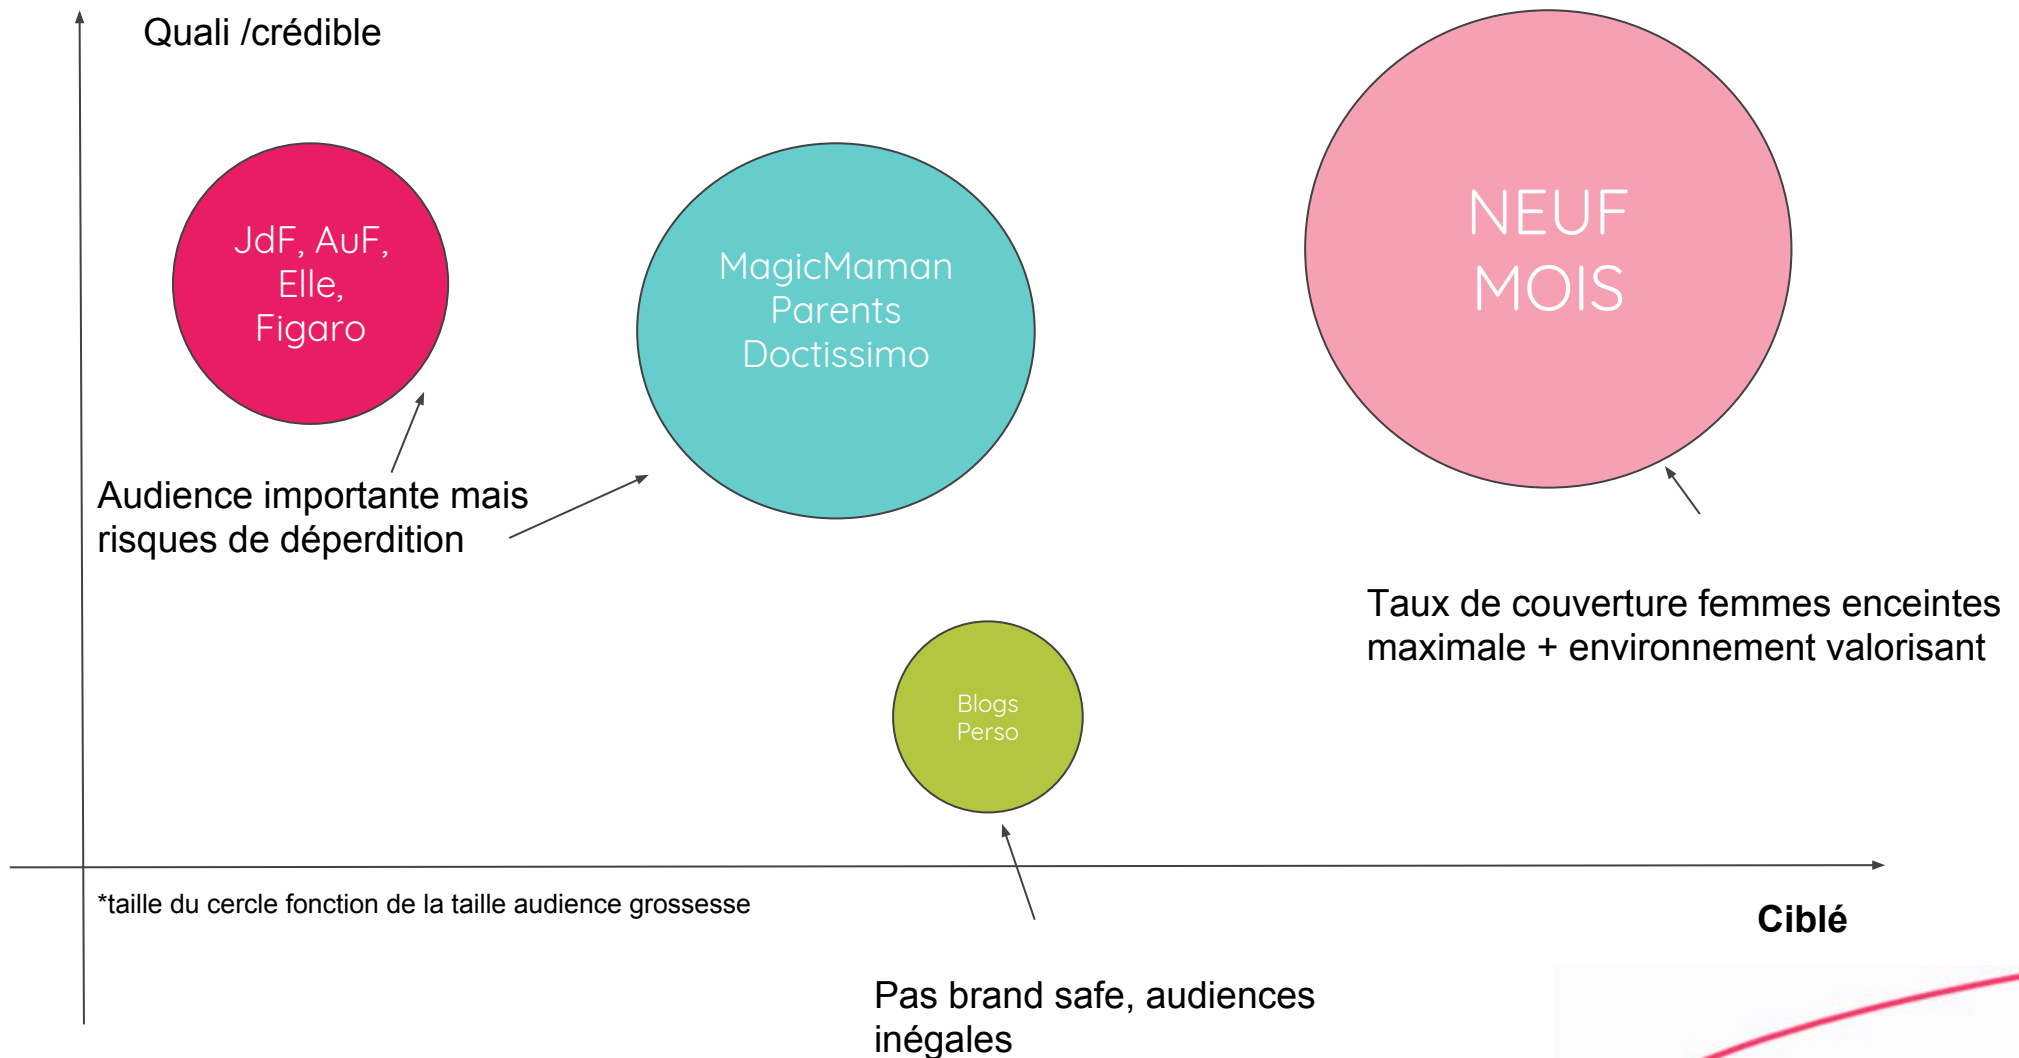 Quali /crédible
JdF, AuF,
Elle,
Figaro
MagicMaman
Parents
Doctissimo
NEUF
MOIS
Audience importante mais
risques de déperdition
Taux de couverture femmes enceintes
maximale + environnement valorisant
Blogs
Perso
*taille du cercle fonction de la taille audience grossesse
Ciblé
Pas brand safe, audiences
inégales